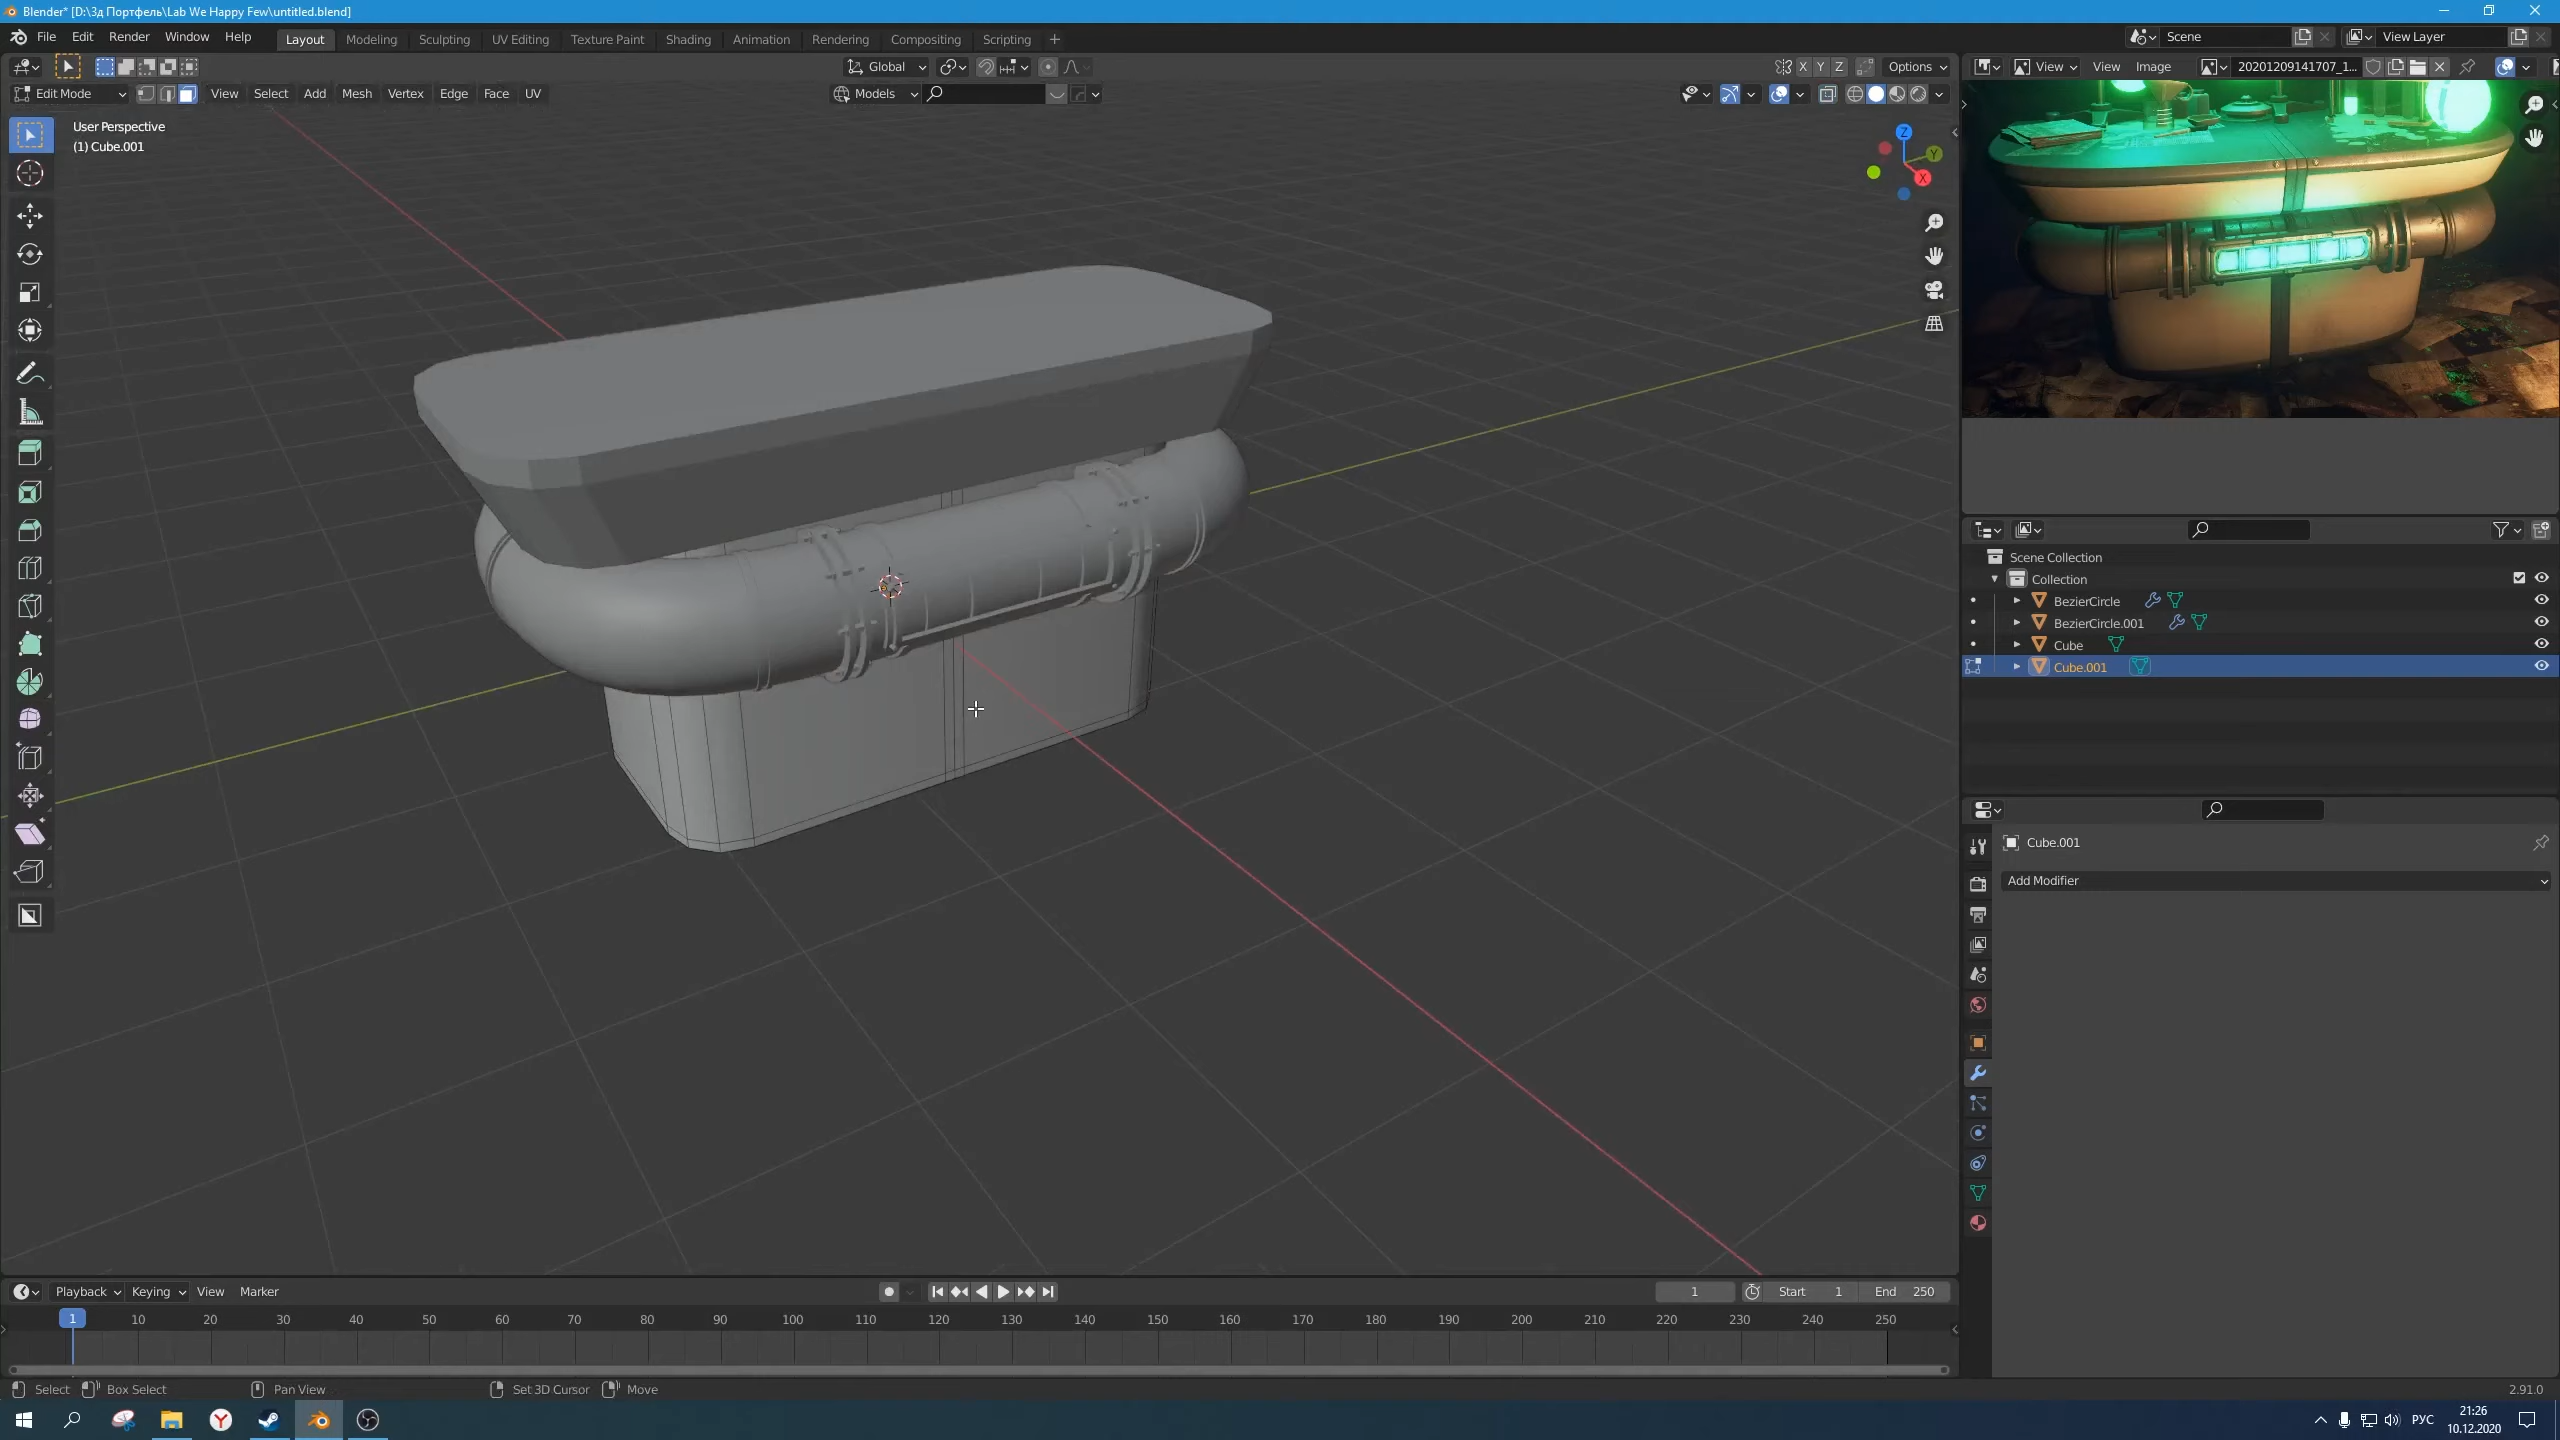 Blender* [D:\3д Портфель\Lab We Happy Few\untitled.blend]
File Edit Render Window Help Layout Modeling Sculpting UV Editing Texture Paint Shading Animation Rendering Compositing Scripting Scene View Layer
Global X Y Z Options View View Image 20201209141707_1...
Edit Mode View Select Add Mesh Vertex Edge Face UV Models
User Perspective
(1) Cube.001
Z
Y
X
Scene Collection
Collection
BezierCircle
BezierCircle.001
Cube
Cube.001
Cube.001
Add Modifier
Playback Keying View Marker 1 Start 1 End 250
1 10 20 30 40 50 60 70 80 90 100 110 120 130 140 150 160 170 180 190 200 210 220 230 240 250
Select Box Select Pan View Set 3D Cursor Move 2.91.0
РУС
21:26
10.12.2020